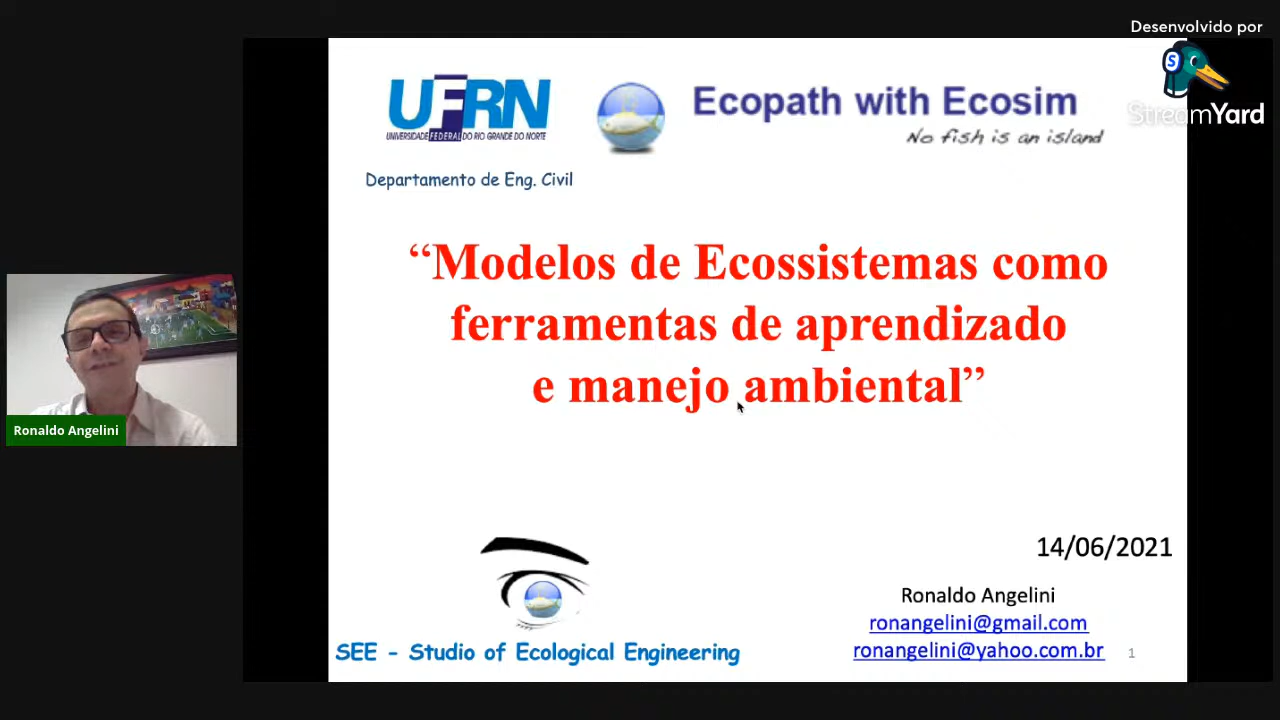 Desenvolvido por
StreamYard
UFRN
UNIVERSIDADE FEDERAL DO RIO GRANDE DO NORTE
Ecopath with Ecosim
No fish is an island
Departamento de Eng. Civil
“Modelos de Ecossistemas como
ferramentas de aprendizado
e manejo ambiental”
Ronaldo Angelini
14/06/2021
Ronaldo Angelini
ronangelini@gmail.com
ronangelini@yahoo.com.br
1
SEE - Studio of Ecological Engineering